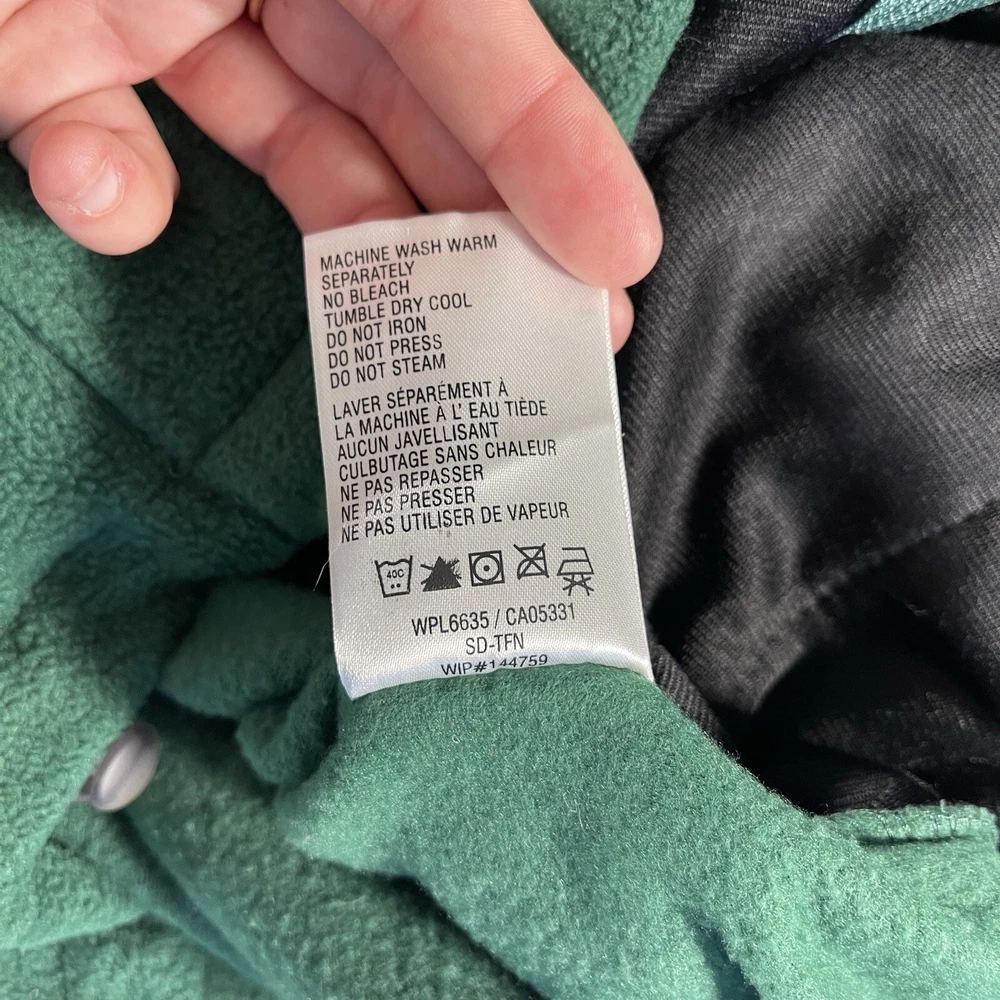 MACHINE WASH WARM
SEPARATELY
NO BLEACH
TUMBLE DRY COOL
DO NOT IRON
DO NOT PRESS
DO NOT STEAM
LAVER SÉPARÉMENT À
LA MACHINE À L' EAU TIÈDE
AUCUN JAVELLISANT
CULBUTAGE SANS CHALEUR
NE PAS REPASSER
NE PAS PRESSER
NE PAS UTILISER DE VAPEUR
40C
WPL6635 / CA05331
SD-TFN
WIP#144759